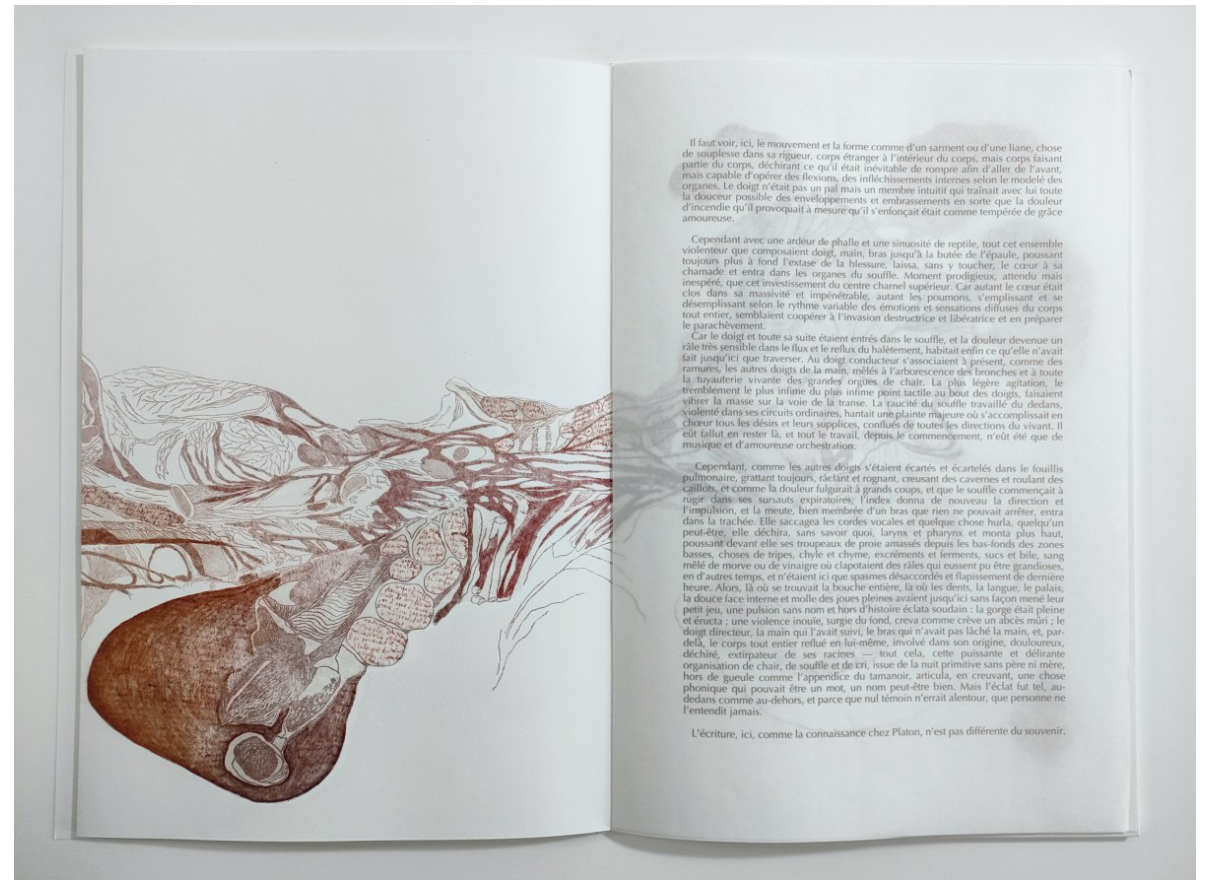 Il faut voir, ici, le mouvement et la forme comme d'un sarment ou d'une liane, chose
de souplesse dans sa rigueur, corps étranger à l'intérieur du corps, mais corps faisant
partie du corps, déchirant ce qu'il était inévitable de rompre afin d'aller de l'avant,
mais capable d'opérer des flexions, des infléchissements internes selon le modelé des
organes. Le doigt n'était pas un pal mais un membre intuitif qui traînait avec lui toute
la douceur possible des enveloppements et embrassements en sorte que la douleur
d'incendie qu'il provoquait à mesure qu'il s'enfonçait était comme tempérée de grâce
amoureuse.
Cependant avec une ardeur de phalle et une sinuosité de reptile, tout cet ensemble
violenteur que composaient doigt, main, bras jusqu'à la butée de l'épaule, poussant
toujours plus à fond l'extase de la blessure, laissa, sans y toucher, le cœur à sa
chamade et entra dans les organes du souffle. Moment prodigieux, attendu mais
inespéré, que cet investissement du centre charnel supérieur. Car autant le cœur était
clos dans sa massivité et impénétrable, autant les poumons, s'emplissant et se
désemplissant selon le rythme variable des émotions et sensations diffuses du corps
tout entier, semblaient coopérer à l'invasion destructrice et libératrice et en préparer
le parachèvement.
Car le doigt et toute sa suite étaient entrés dans le souffle, et la douleur devenue un
râle très sensible dans le flux et le reflux du halètement, habitait enfin ce qu'elle n'avait
fait jusqu'ici que traverser. Au doigt conducteur s'associaient à présent, comme des
ramures, les autres doigts de la main, mêlés à l'arborescence des bronches et à toute
la tuyauterie vivante des grandes orgues de chair. La plus légère agitation, le
tremblement le plus infime du plus infime point tactile au bout des doigts, faisaient
vibrer la masse sur la voie de la transe. La raucité du souffle travaillé du dedans,
violenté dans ses circuits ordinaires, hantait une plainte majeure où s'accomplissait en
chœur tous les désirs et leurs supplices, conflués de toutes les directions du vivant. Il
eût fallut en rester là, et tout le travail, depuis le commencement, n'eût été que de
musique et d'amoureuse orchestration.
Cependant, comme les autres doigts s'étaient écartés et écartelés dans le fouillis
pulmonaire, grattant toujours, râclant et rognant, creusant des cavernes et roulant des
caillots, et comme la douleur fulgurait à grands coups, et que le souffle commençait à
rugir dans ses sursauts expiratoires, l'index donna de nouveau la direction et
l'impulsion, et la meute, bien membrée d'un bras que rien ne pouvait arrêter, entra
dans la trachée. Elle saccagea les cordes vocales et quelque chose hurla, quelqu'un
peut-être, elle déchira, sans savoir quoi, larynx et pharynx et monta plus haut,
poussant devant elle ses troupeaux de proie amassés depuis les bas-fonds des zones
basses, choses de tripes, chyle et chyme, excréments et ferments, sucs et bile, sang
mêlé de morve ou de vinaigre où clapotaient des râles qui eussent pu être grandioses,
en d'autres temps, et n'étaient ici que spasmes désaccordés et flapissement de dernière
heure. Alors, là où se trouvait la bouche entière, là où les dents, la langue, le palais,
la douce face interne et molle des joues pleines avaient jusqu'ici sans façon mené leur
petit jeu, une pulsion sans nom et hors d'histoire éclata soudain : la gorge était pleine
et éructa ; une violence inouïe, surgie du fond, creva comme crève un abcès mûri ; le
doigt directeur, la main qui l'avait suivi, le bras qui n'avait pas lâché la main, et, par-
delà, le corps tout entier reflué en lui-même, involvé dans son origine, douloureux,
déchiré, extirpateur de ses racines — tout cela, cette puissante et délirante
organisation de chair, de souffle et de cri, issue de la nuit primitive sans père ni mère,
hors de gueule comme l'appendice du tamanoir, articula, en creuvant, une chose
phonique qui pouvait être un mot, un nom peut-être bien. Mais l'éclat fut tel, au-
dedans comme au-dehors, et parce que nul témoin n'errait alentour, que personne ne
l'entendit jamais.
L'écriture, ici, comme la connaissance chez Platon, n'est pas différente du souvenir.